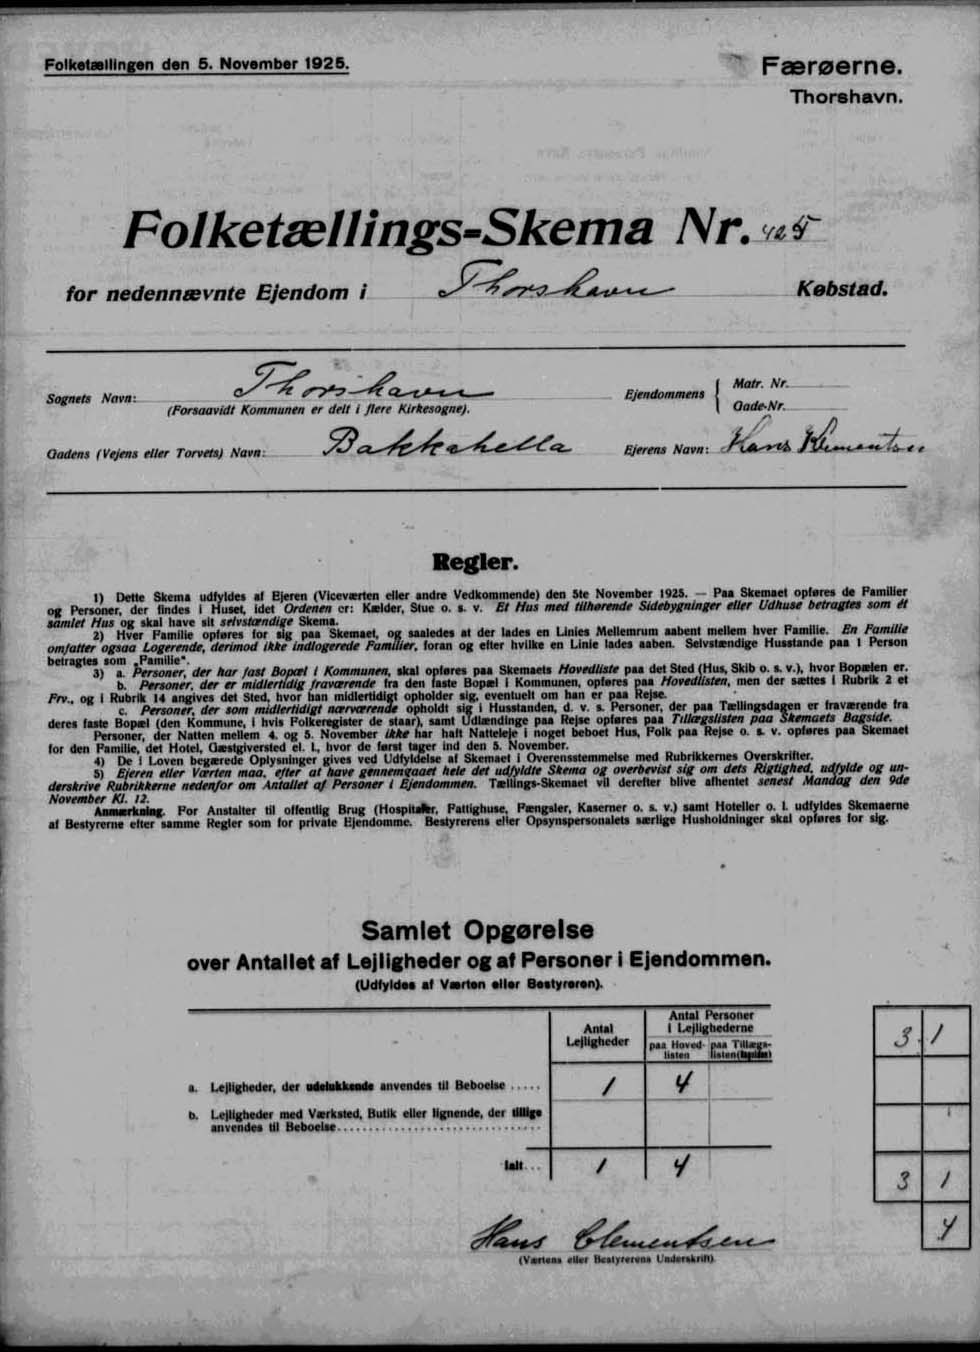 Folketællingen den 5. November 1925.
Færøerne.
Thorshavn.
Folketællings-Skema Nr. 425
for nedennævnte Ejendom i Thorshavn Købstad.
Sognets Navn: Thorshavn
(Forsaavidt Kommunen er delt i flere Kirkesogne).
Ejendommens { Matr. Nr.
Gade-Nr.
Gadens (Vejens eller Torvets) Navn: Bakkahella
Ejerens Navn: Hans Klementsen
Regler.
1) Dette Skema udfyldes af Ejeren (Viceværten eller andre Vedkommende) den 5te November 1925. — Paa Skemaet opføres de Familier
og Personer, der findes i Huset, idet Ordenen er: Kælder, Stue o. s. v. Et Hus med tilhørende Sidebygninger eller Udhuse betragtes som ét
samlet Hus og skal have sit selvstændige Skema.
2) Hver Familie opføres for sig paa Skemaet, og saaledes at der lades en Linies Mellemrum aabent mellem hver Familie. En Familie
omfatter ogsaa Logerende, derimod ikke indlogerede Familier, foran og efter hvilke en Linie lades aaben. Selvstændige Husstande paa 1 Person
betragtes som „Familie".
3) a. Personer, der har fast Bopæl i Kommunen, skal opføres paa Skemaets Hovedliste paa det Sted (Hus, Skib o. s. v.), hvor Bopælen er.
b. Personer, der er midlertidig fraværende fra den faste Bopæl i Kommunen, opføres paa Hovedlisten, men der sættes i Rubrik 2 et
Frv., og i Rubrik 14 angives det Sted, hvor han midlertidigt opholder sig, eventuelt om han er paa Rejse.
c. Personer, der som midlertidigt nærværende opholdt sig i Husstanden, d. v. s. Personer, der paa Tællingsdagen er fraværende fra
deres faste Bopæl (den Kommune, i hvis Folkeregister de staar), samt Udlændinge paa Rejse opføres paa Tillægslisten paa Skemaets Bagside.
Personer, der Natten mellem 4. og 5. November ikke har haft Natteleje i noget beboet Hus, Folk paa Rejse o. s. v. opføres paa Skemaet
for den Familie, det Hotel, Gæstgiversted el. l., hvor de først tager ind den 5. November.
4) De i Loven begærede Oplysninger gives ved Udfyldelse af Skemaet i Overensstemmelse med Rubrikkernes Overskrifter.
5) Ejeren eller Værten maa, efter at have gennemgaaet hele det udfyldte Skema og overbevist sig om dets Rigtighed, udfylde og un-
derskrive Rubrikkerne nedenfor om Antallet af Personer i Ejendommen. Tællings-Skemaet vil derefter blive afhentet senest Mandag den 9de
November Kl. 12.
Anmærkning. For Anstalter til offentlig Brug (Hospitaler, Fattighuse, Fængsler, Kaserner o. s. v.) samt Hoteller o. l. udfyldes Skemaerne
af Bestyrerne efter samme Regler som for private Ejendomme. Bestyrerens eller Opsynspersonalets særlige Husholdninger skal opføres for sig.
Samlet Opgørelse
over Antallet af Lejligheder og af Personer i Ejendommen.
(Udfyldes af Værten eller Bestyreren).
Antal
Lejligheder
Antal Personer
i Lejlighederne
paa Hoved-
listen
paa Tillægs-
listen
3 1
a. Lejligheder, der udelukkende anvendes til Beboelse ..... 1 4
b. Lejligheder med Værksted, Butik eller lignende, der tillige
anvendes til Beboelse
Ialt... 1 4
3 1
4
Hans Clementsen
(Værtens eller Bestyrerens Underskrift).